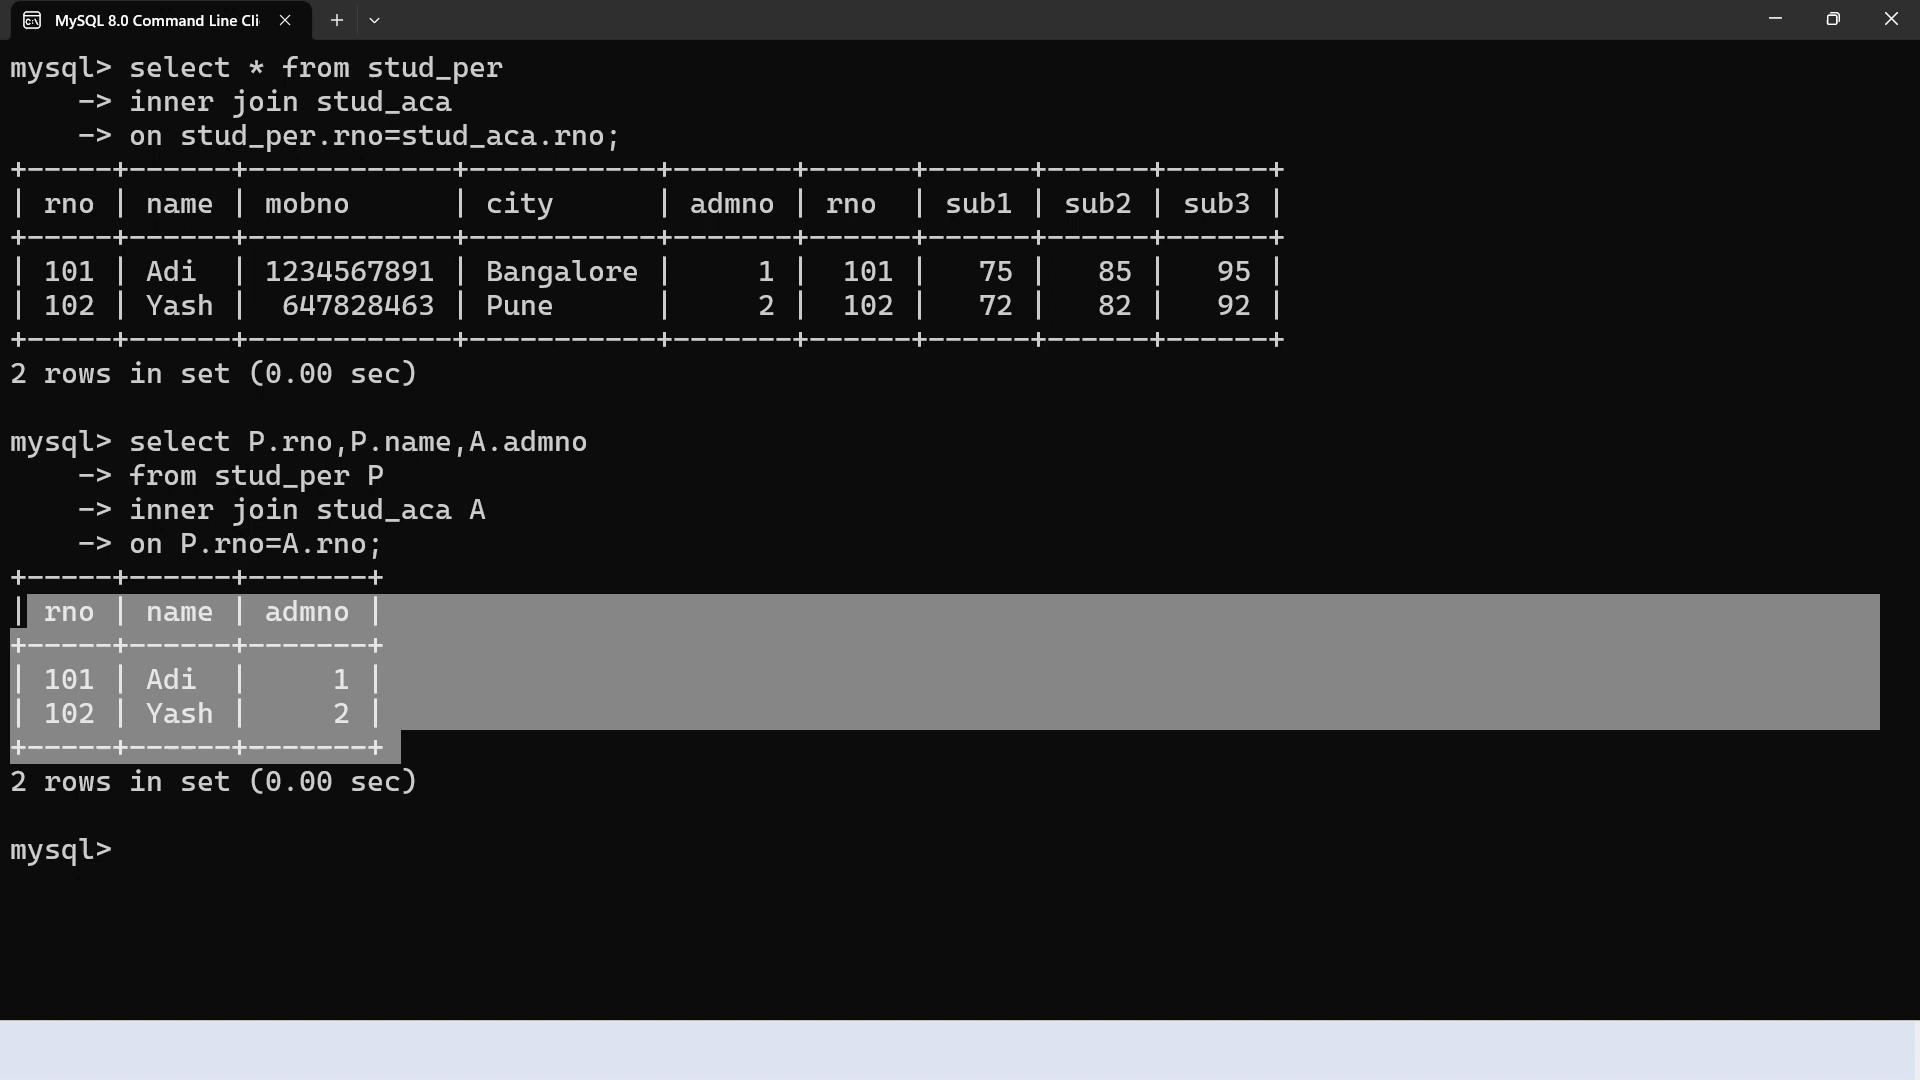 MySQL 8.0 Command Line Cli
mysql> select * from stud_per
    -> inner join stud_aca
    -> on stud_per.rno=stud_aca.rno;
+-----+------+------------+-----------+-------+------+------+------+------+
| rno | name | mobno      | city      | admno | rno  | sub1 | sub2 | sub3 |
+-----+------+------------+-----------+-------+------+------+------+------+
| 101 | Adi  | 1234567891 | Bangalore |     1 |  101 |   75 |   85 |   95 |
| 102 | Yash |  647828463 | Pune      |     2 |  102 |   72 |   82 |   92 |
+-----+------+------------+-----------+-------+------+------+------+------+
2 rows in set (0.00 sec)
mysql> select P.rno,P.name,A.admno
    -> from stud_per P
    -> inner join stud_aca A
    -> on P.rno=A.rno;
+-----+------+-------+
| rno | name | admno |
+-----+------+-------+
| 101 | Adi  |     1 |
| 102 | Yash |     2 |
+-----+------+-------+
2 rows in set (0.00 sec)
mysql>